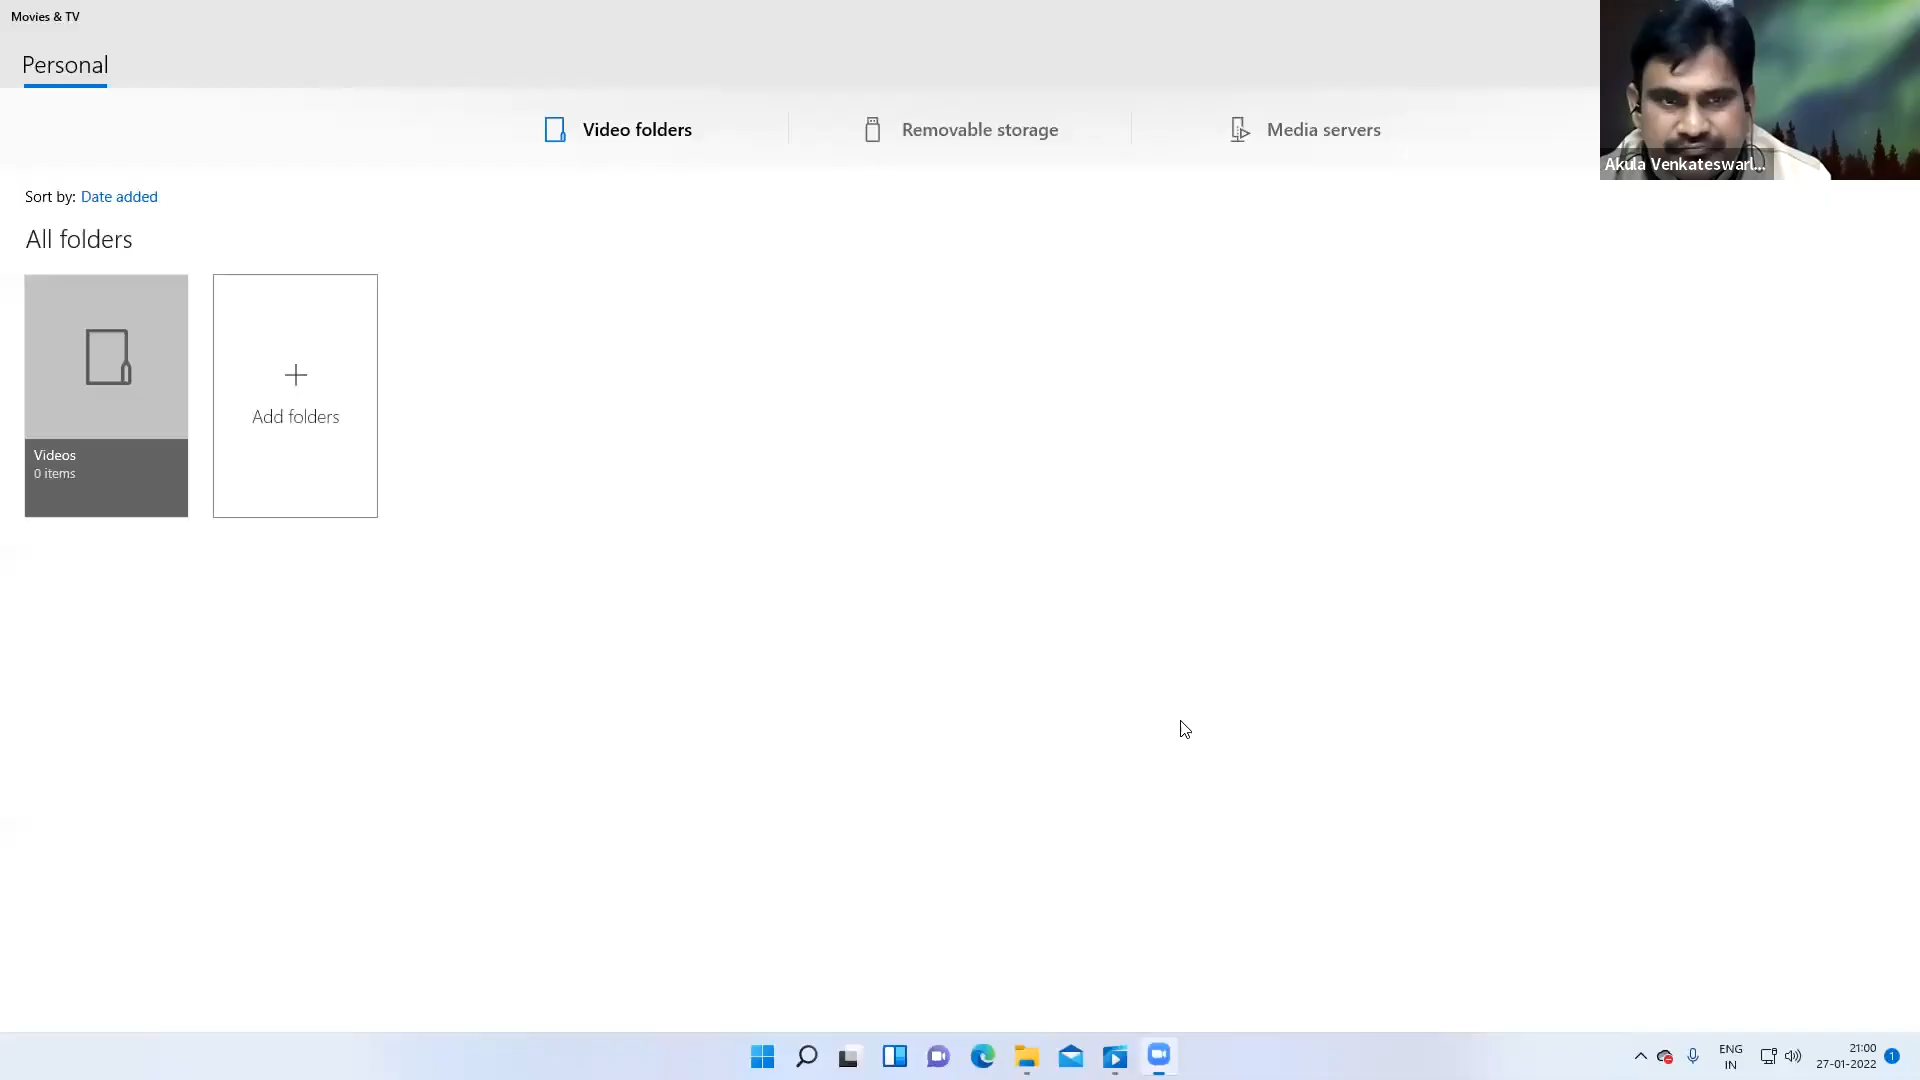 Movies & TV
Personal
Video folders
Removable storage
Media servers
Akula Venkateswarl...
Sort by: Date added
All folders
Videos
0 items
Add folders
ENG
IN
21:00
27-01-2022
1